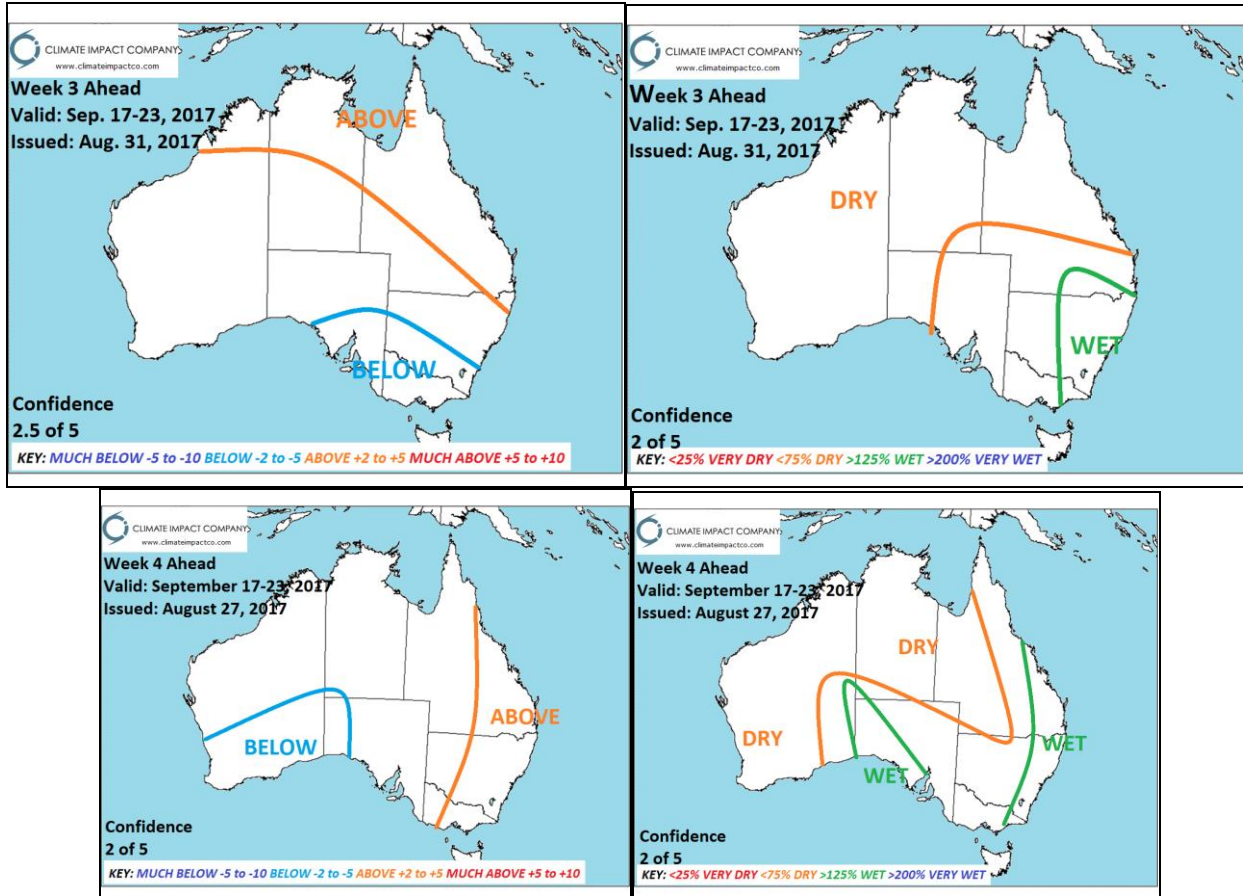 CLIMATE IMPACT COMPANY
www.climateimpactco.com
Week 3 Ahead
Valid: Sep. 17-23, 2017
Issued: Aug. 31, 2017
ABOVE
BELOW
Confidence
2.5 of 5
KEY: MUCH BELOW -5 to -10 BELOW -2 to -5 ABOVE +2 to +5 MUCH ABOVE +5 to +10
CLIMATE IMPACT COMPANY
www.climateimpactco.com
Week 3 Ahead
Valid: Sep. 17-23, 2017
Issued: Aug. 31, 2017
DRY
WET
Confidence
2 of 5
KEY: <25% VERY DRY <75% DRY >125% WET >200% VERY WET
CLIMATE IMPACT COMPANY
www.climateimpactco.com
Week 4 Ahead
Valid: September 17-23, 2017
Issued: August 27, 2017
ABOVE
BELOW
Confidence
2 of 5
KEY: MUCH BELOW -5 to -10 BELOW -2 to -5 ABOVE +2 to +5 MUCH ABOVE +5 to +10
CLIMATE IMPACT COMPANY
www.climateimpactco.com
Week 4 Ahead
Valid: September 17-23, 2017
Issued: August 27, 2017
DRY
DRY
WET
WET
Confidence
2 of 5
KEY: <25% VERY DRY <75% DRY >125% WET >200% VERY WET